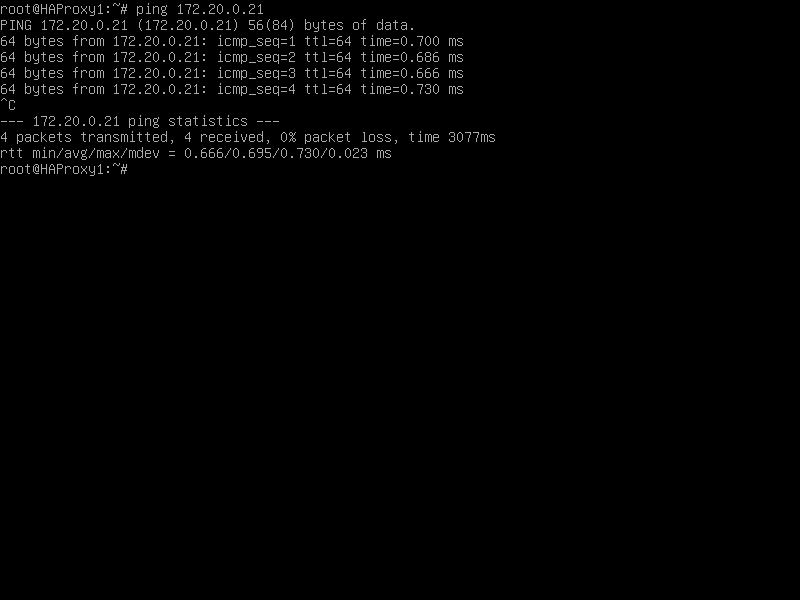 root@HAProxy1:~# ping 172.20.0.21
PING 172.20.0.21 (172.20.0.21) 56(84) bytes of data.
64 bytes from 172.20.0.21: icmp_seq=1 ttl=64 time=0.700 ms
64 bytes from 172.20.0.21: icmp_seq=2 ttl=64 time=0.686 ms
64 bytes from 172.20.0.21: icmp_seq=3 ttl=64 time=0.666 ms
64 bytes from 172.20.0.21: icmp_seq=4 ttl=64 time=0.730 ms
^C
--- 172.20.0.21 ping statistics ---
4 packets transmitted, 4 received, 0% packet loss, time 3077ms
rtt min/avg/max/mdev = 0.666/0.695/0.730/0.023 ms
root@HAProxy1:~#